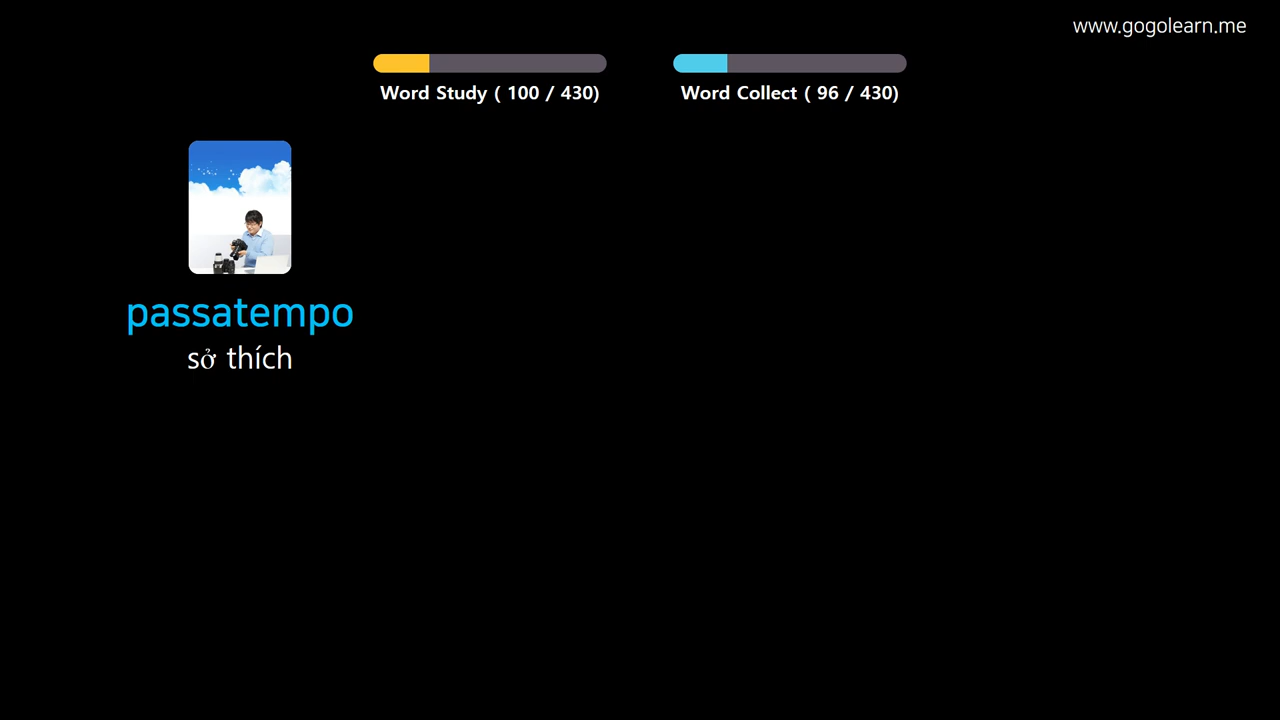 www.gogolearn.me
Word Study ( 100 / 430)
Word Collect ( 96 / 430)
passatempo
sở thích